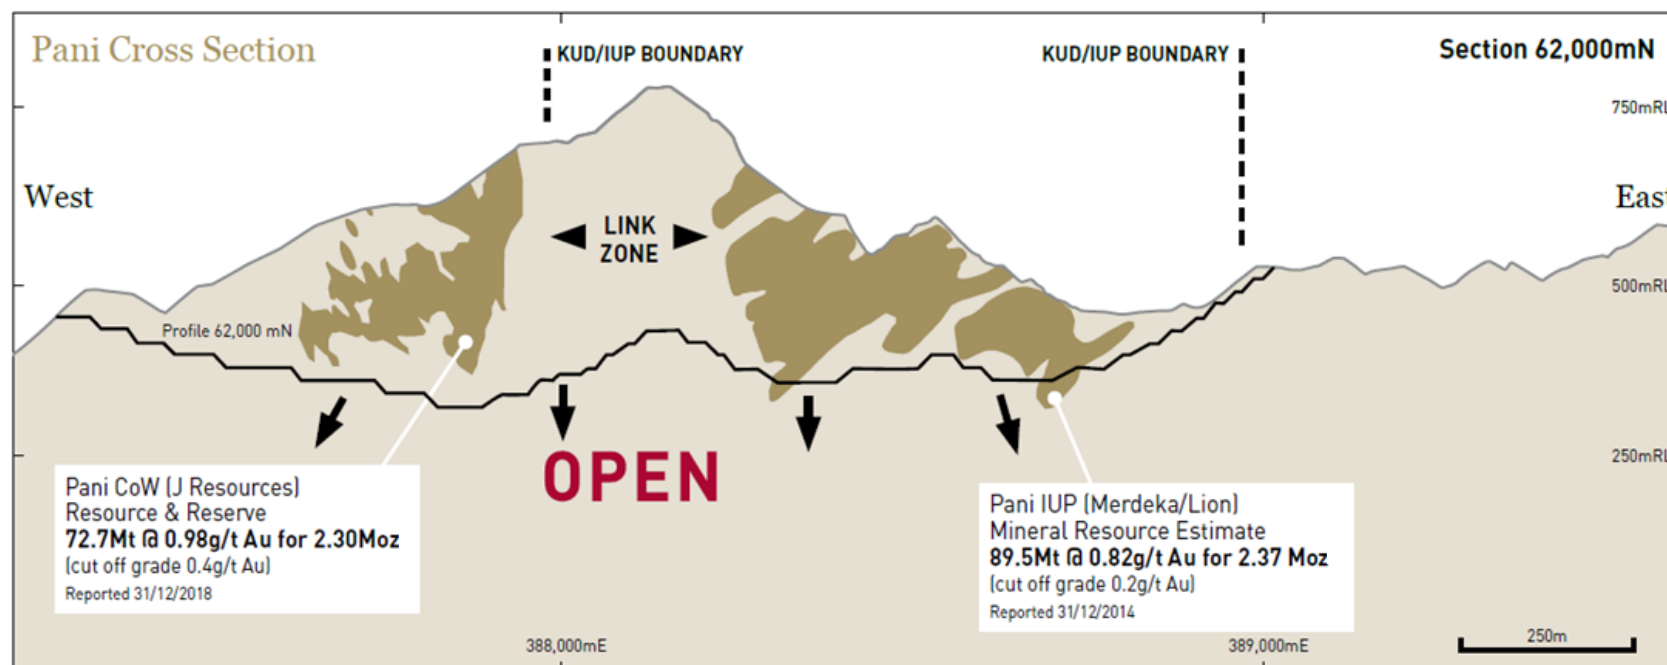 Pani Cross Section
KUD/IUP BOUNDARY
KUD/IUP BOUNDARY
Section 62,000mN
750mRL
West
East
LINK
ZONE
500mRL
Profile 62,000 mN
OPEN
250mRL
Pani CoW (J Resources)
Resource & Reserve
72.7Mt @ 0.98g/t Au for 2.30Moz
(cut off grade 0.4g/t Au)
Reported 31/12/2018
Pani IUP (Merdeka/Lion)
Mineral Resource Estimate
89.5Mt @ 0.82g/t Au for 2.37 Moz
(cut off grade 0.2g/t Au)
Reported 31/12/2014
388,000mE
389,000mE
250m